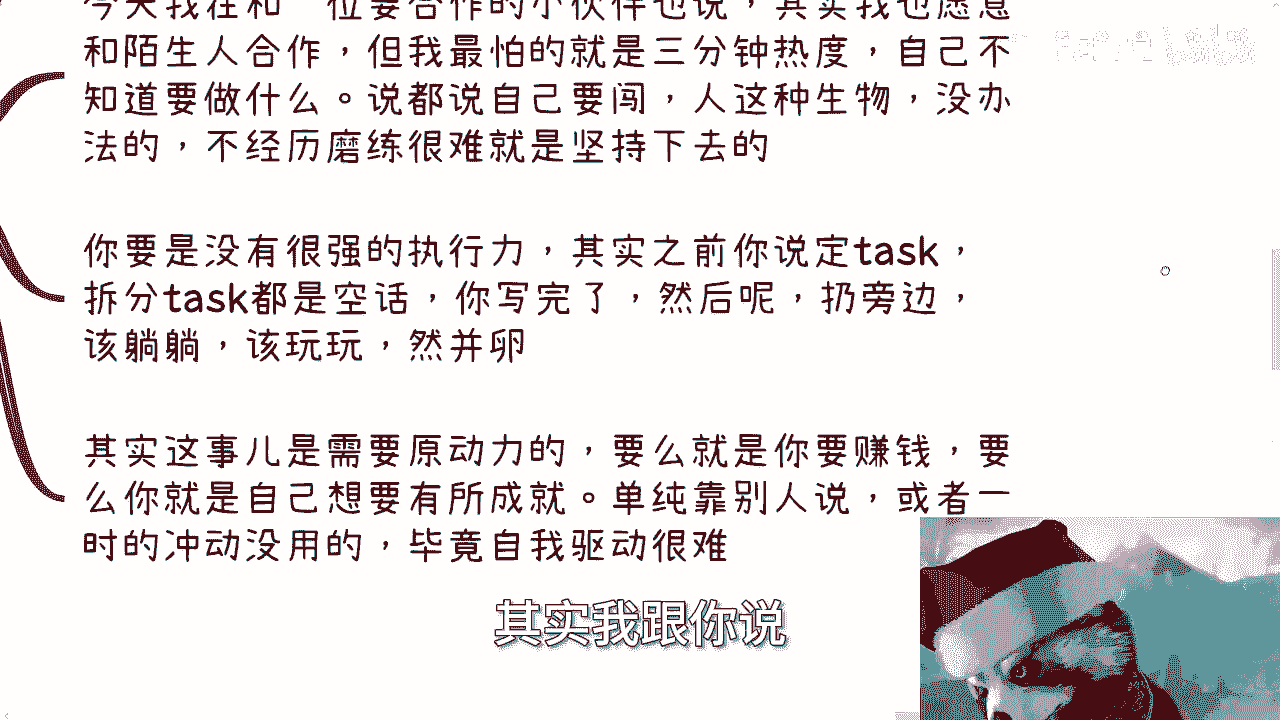 今天我在和一位要合作的小伙伴也说，其实我也愿意
和陌生人合作，但我最怕的就是三分钟热度，自己不
知道要做什么。说都说自己要闯，人这种生物，没办
法的，不经历磨练很难就是坚持下去的
你要是没有很强的执行力，其实之前你说定task，
拆分task都是空话，你写完了，然后呢，扔旁边，
该躺躺，该玩玩，然并卵
其实这事儿是需要原动力的，要么就是你要赚钱，要
么你就是自己想要有所成就。单纯靠别人说，或者一
时的冲动没用的，毕竟自我驱动很难
其实我跟你说